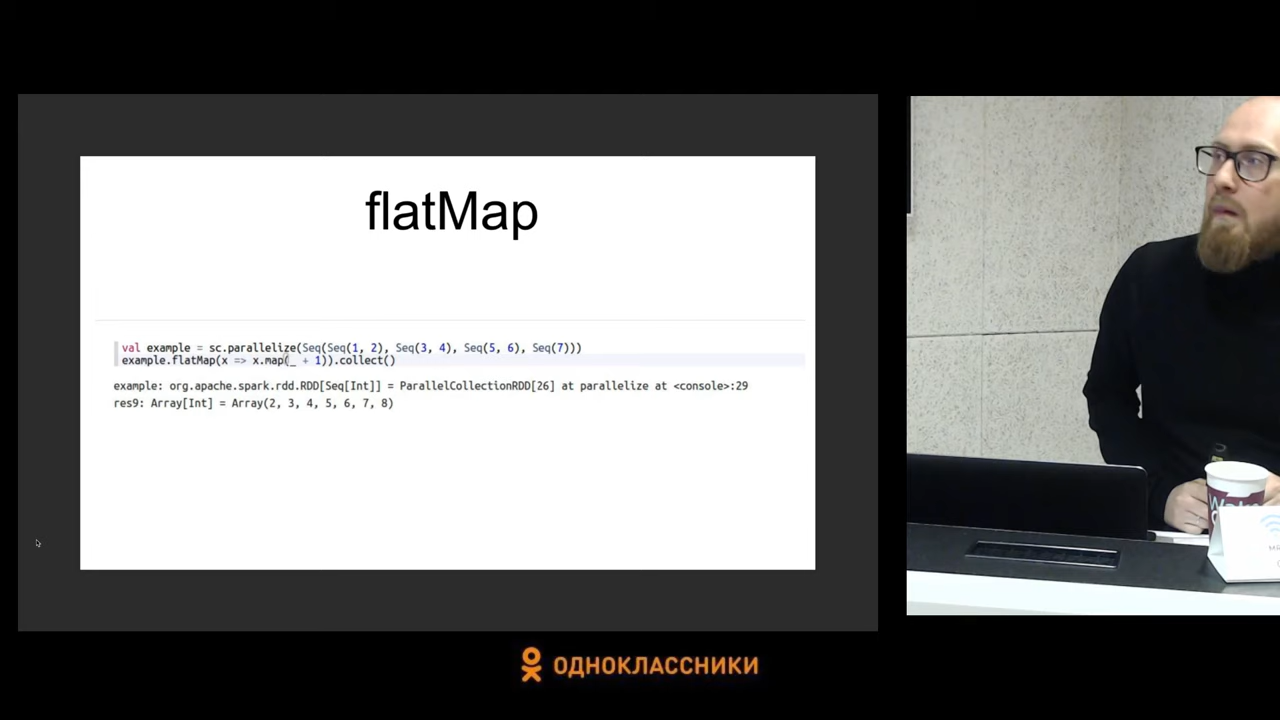 flatMap
val example = sc.parallelize(Seq(Seq(1, 2), Seq(3, 4), Seq(5, 6), Seq(7)))
example.flatMap(x => x.map(_ + 1)).collect()
example: org.apache.spark.rdd.RDD[Seq[Int]] = ParallelCollectionRDD[26] at parallelize at <console>:29
res9: Array[Int] = Array(2, 3, 4, 5, 6, 7, 8)
ОДНОКЛАССНИКИ